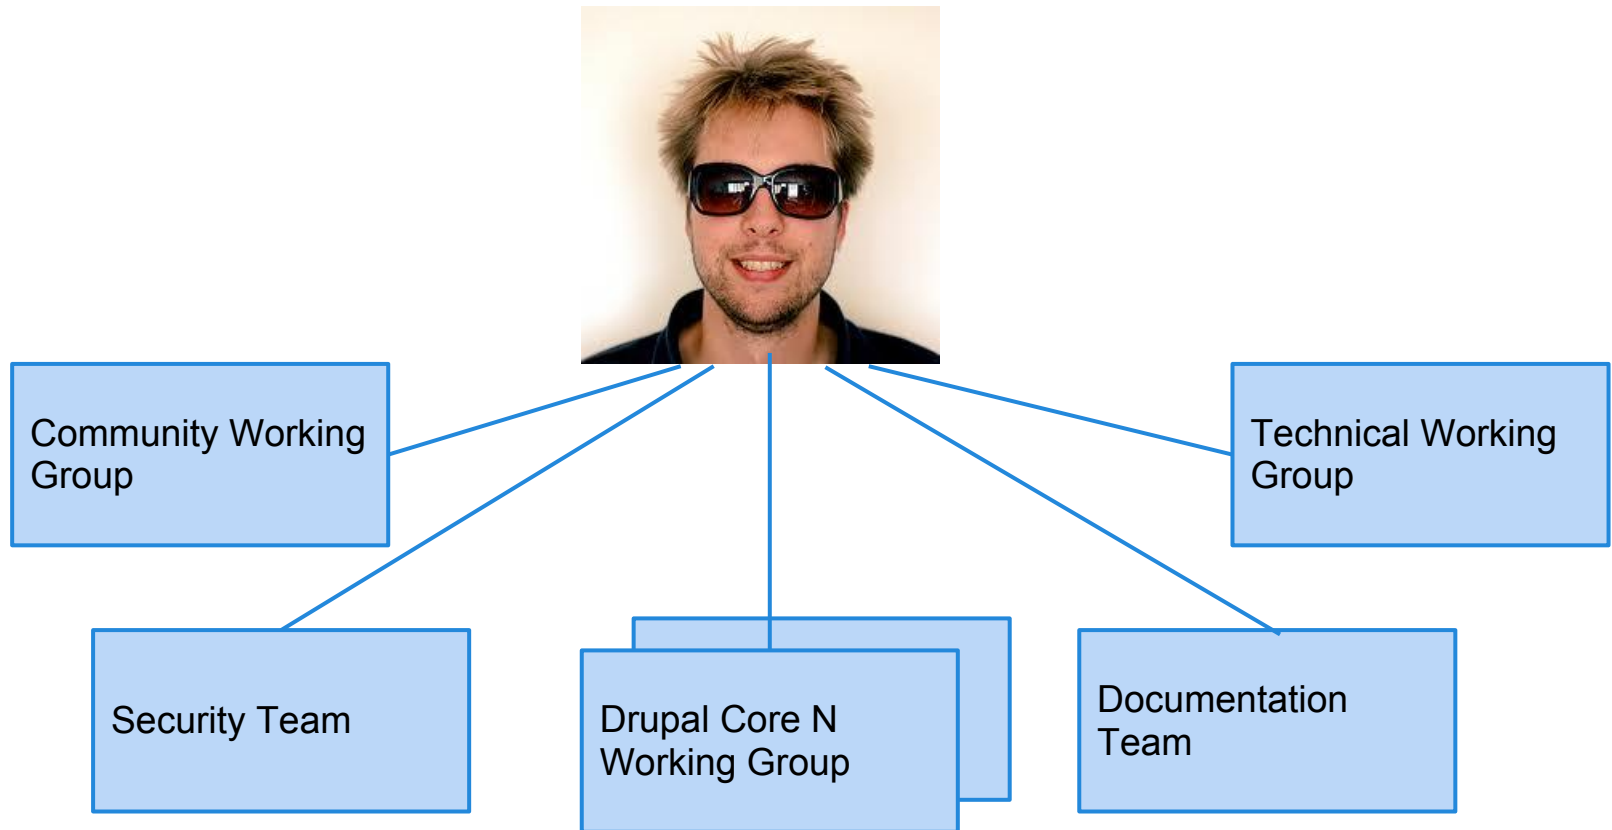 Community Working
Group
Technical Working
Group
Security Team
Drupal Core N
Working Group
Documentation
Team